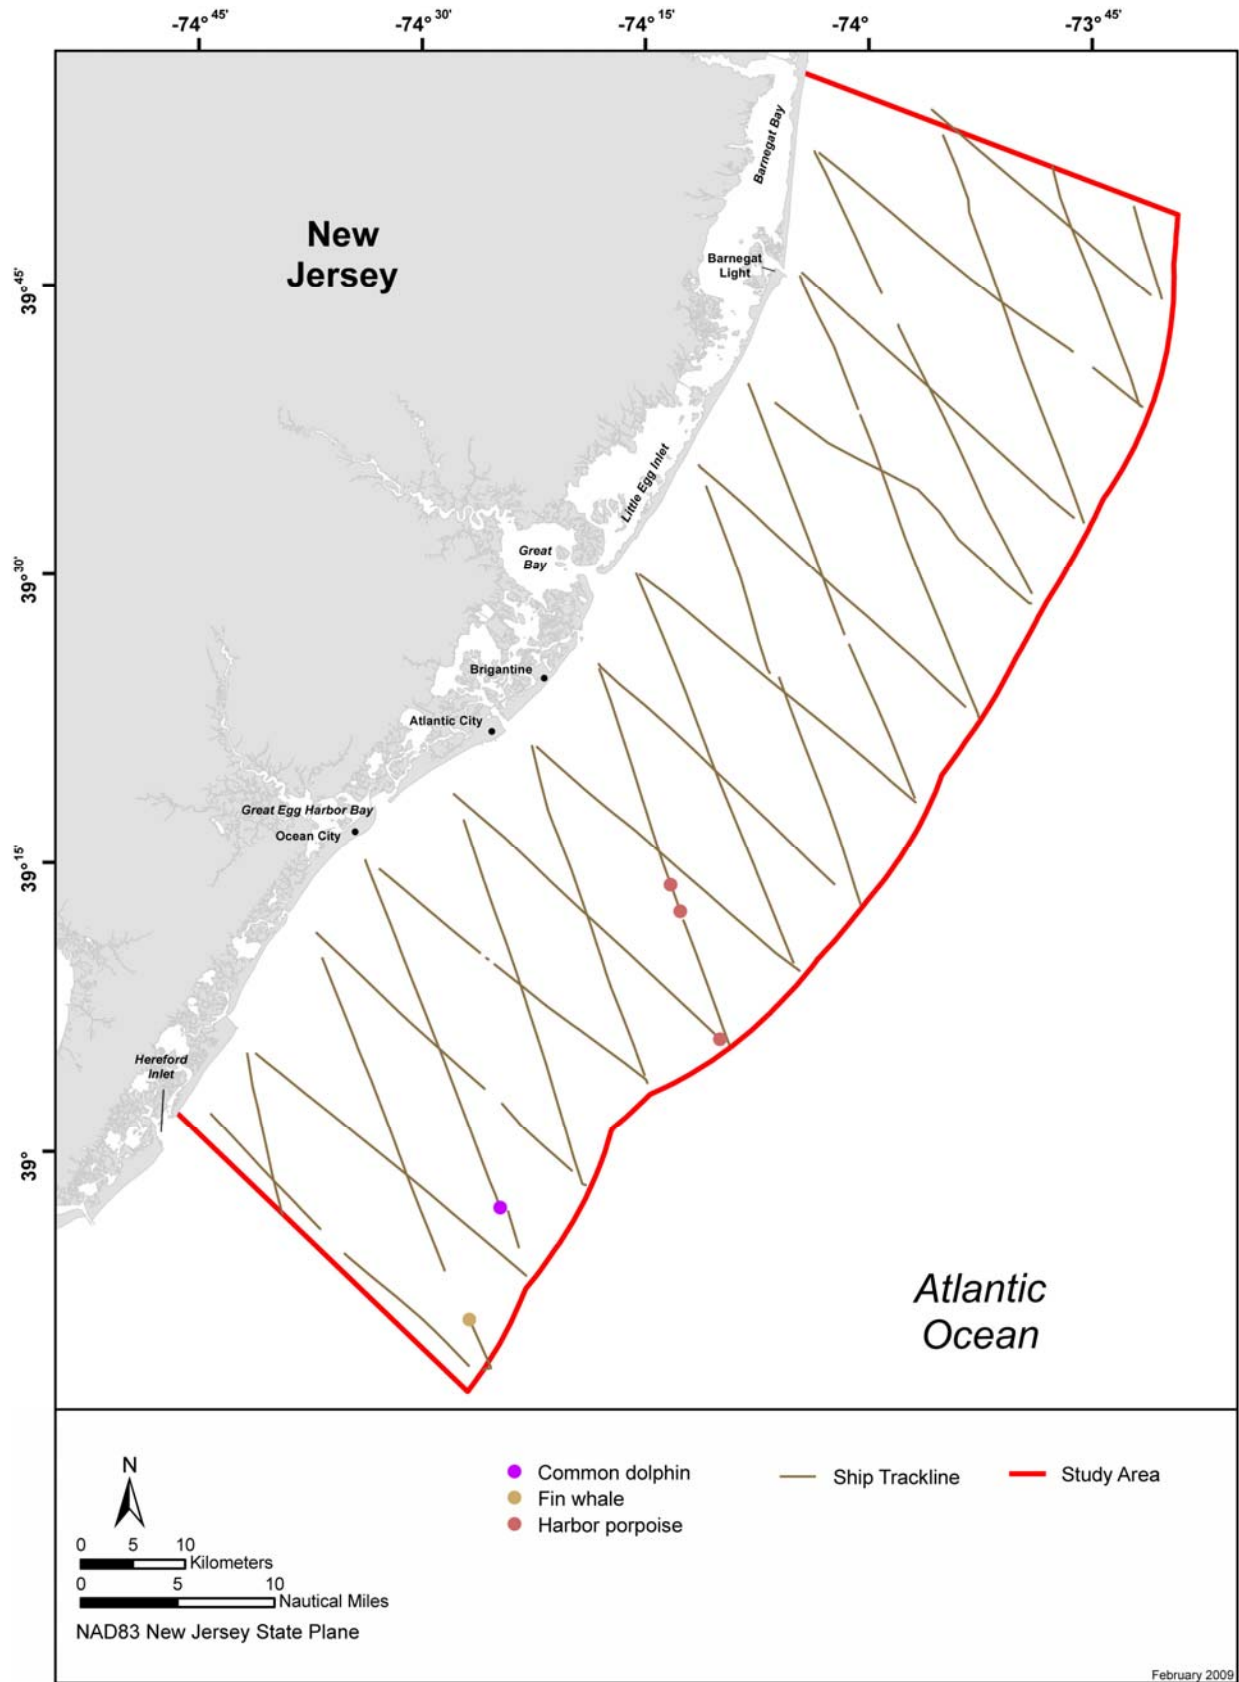 -74° 45'
-74° 30'
-74° 15'
-74°
-73° 45'
Barnegat Bay
New
Jersey
Barnegat
Light
39° 45'
Little Egg Inlet
Great
Bay
39° 30'
Brigantine
Atlantic City
Great Egg Harbor Bay
Ocean City
39° 15'
Hereford
Inlet
39°
Atlantic
Ocean
N
0 5 10
Kilometers
0 5 10
Nautical Miles
NAD83 New Jersey State Plane
Common dolphin
Fin whale
Harbor porpoise
Ship Trackline
Study Area
February 2009